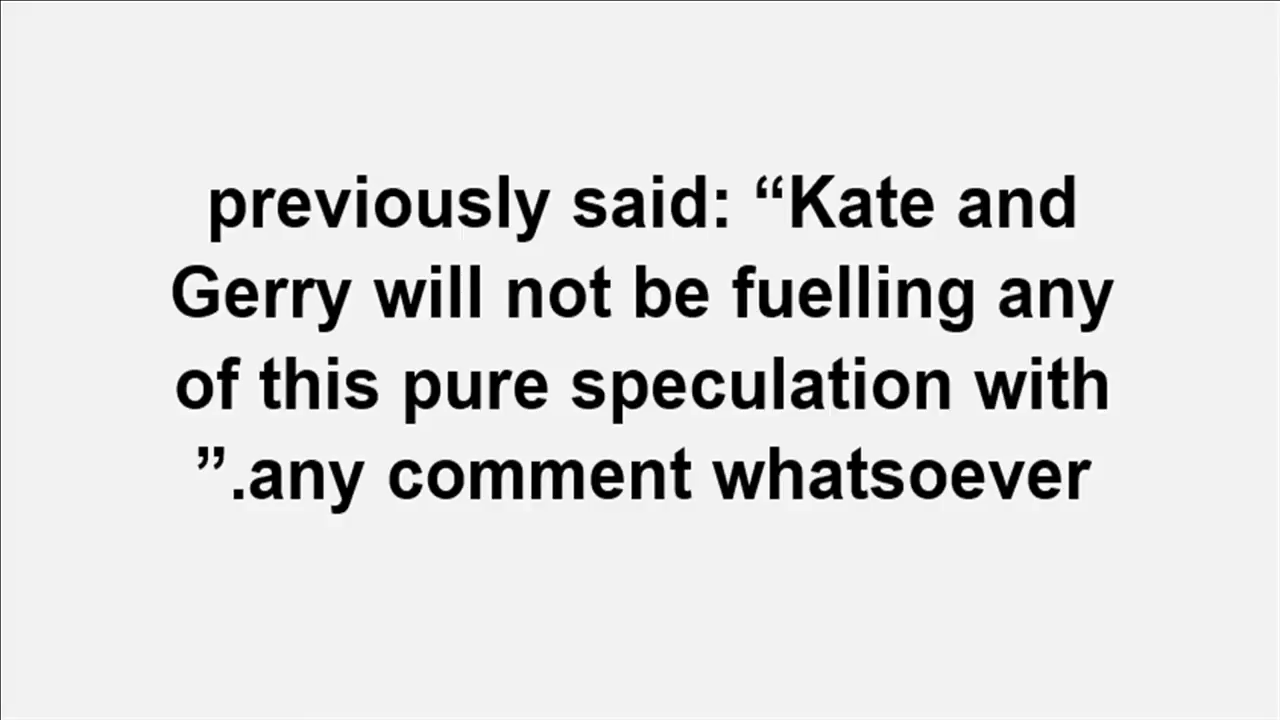 previously said: “Kate and
Gerry will not be fuelling any
of this pure speculation with
”.any comment whatsoever